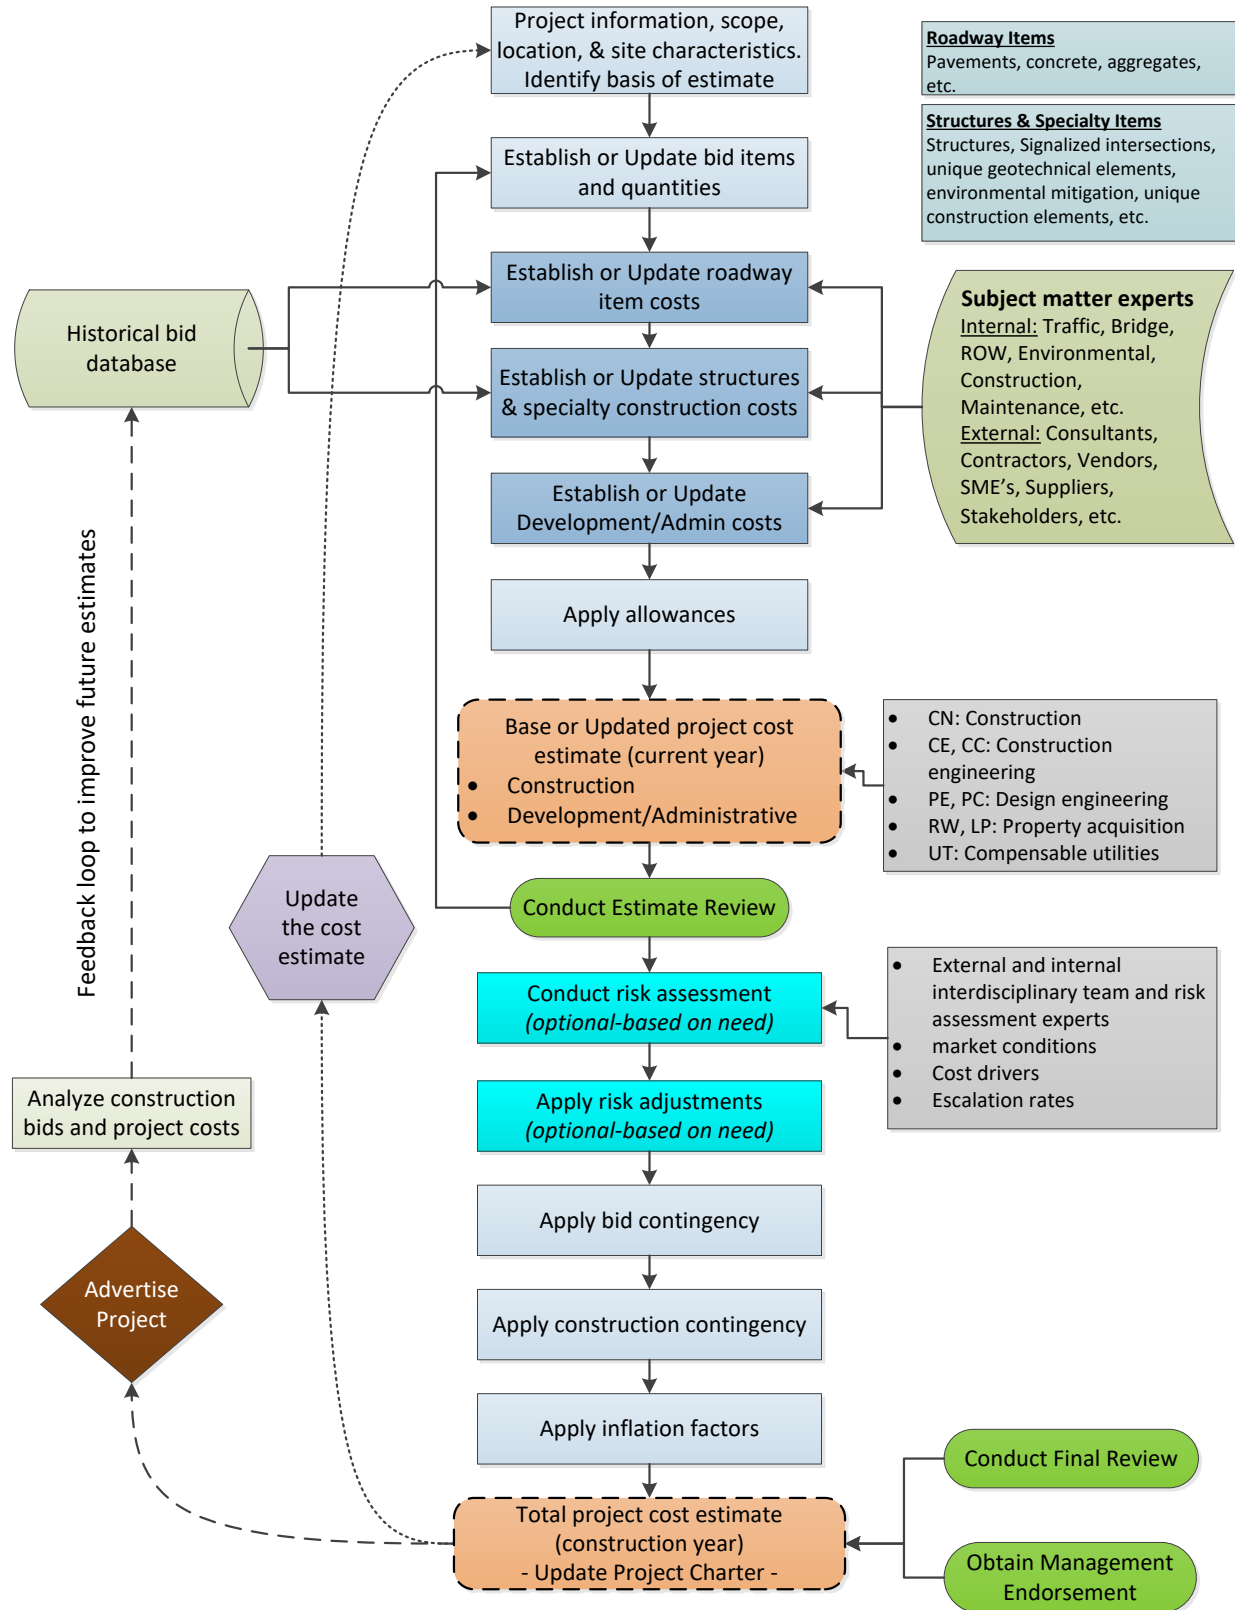 Project information, scope,
location, & site characteristics.
Identify basis of estimate
Roadway Items
Pavements, concrete, aggregates,
etc.
Structures & Specialty Items
Structures, Signalized intersections,
unique geotechnical elements,
environmental mitigation, unique
construction elements, etc.
Establish or Update bid items
and quantities
Establish or Update roadway
item costs
Historical bid
database
Establish or Update structures
& specialty construction costs
Subject matter experts
Internal: Traffic, Bridge,
ROW, Environmental,
Construction,
Maintenance, etc.
External: Consultants,
Contractors, Vendors,
SME's, Suppliers,
Stakeholders, etc.
Establish or Update
Development/Admin costs
Apply allowances
Feedback loop to improve future estimates
Base or Updated project cost
estimate (current year)
• Construction
• Development/Administrative
• CN: Construction
• CE, CC: Construction
engineering
• PE, PC: Design engineering
• RW, LP: Property acquisition
• UT: Compensable utilities
Update
the cost
estimate
Conduct Estimate Review
Conduct risk assessment
(optional-based on need)
• External and internal
interdisciplinary team and risk
assessment experts
• market conditions
• Cost drivers
• Escalation rates
Analyze construction
bids and project costs
Apply risk adjustments
(optional-based on need)
Apply bid contingency
Advertise
Project
Apply construction contingency
Apply inflation factors
Conduct Final Review
Total project cost estimate
(construction year)
- Update Project Charter -
Obtain Management
Endorsement